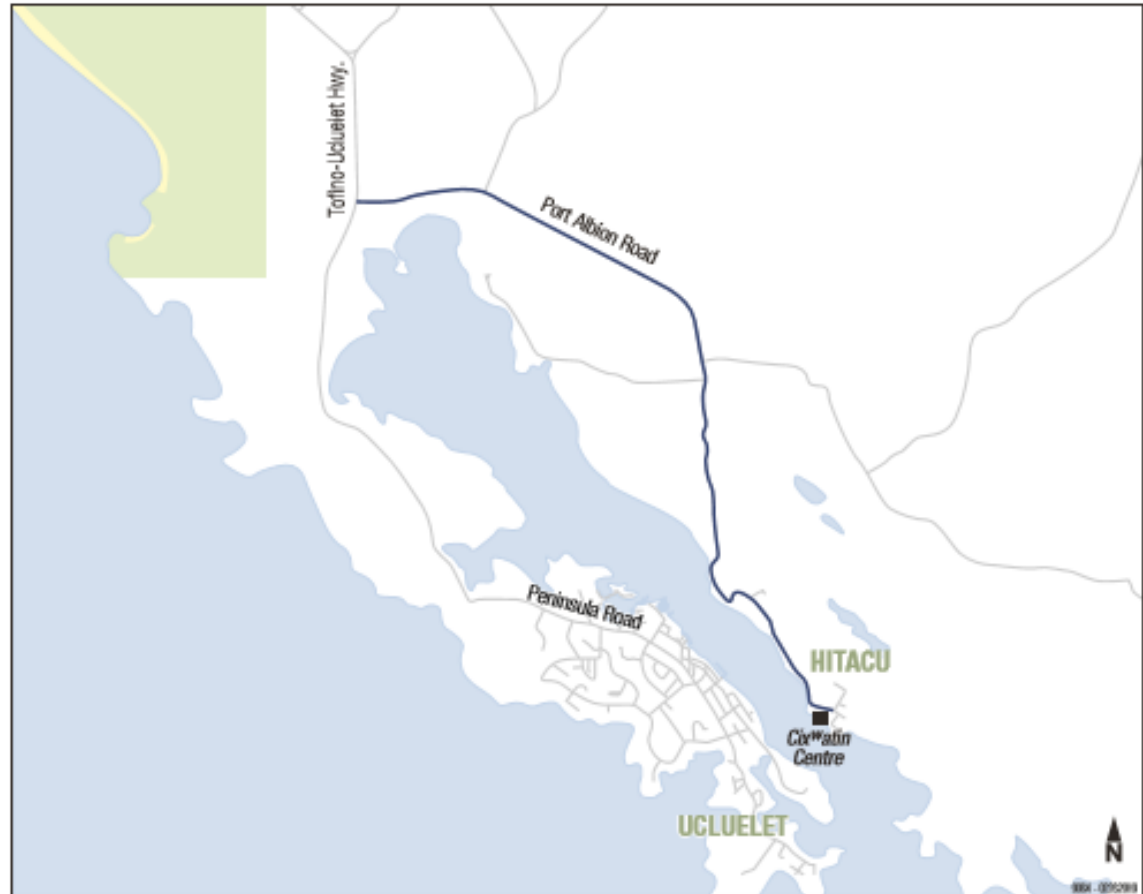 Tofino-Ucluelet Hwy.
Port Albion Road
Peninsula Road
HITACU
Cixʷatin
Centre
UCLUELET
N